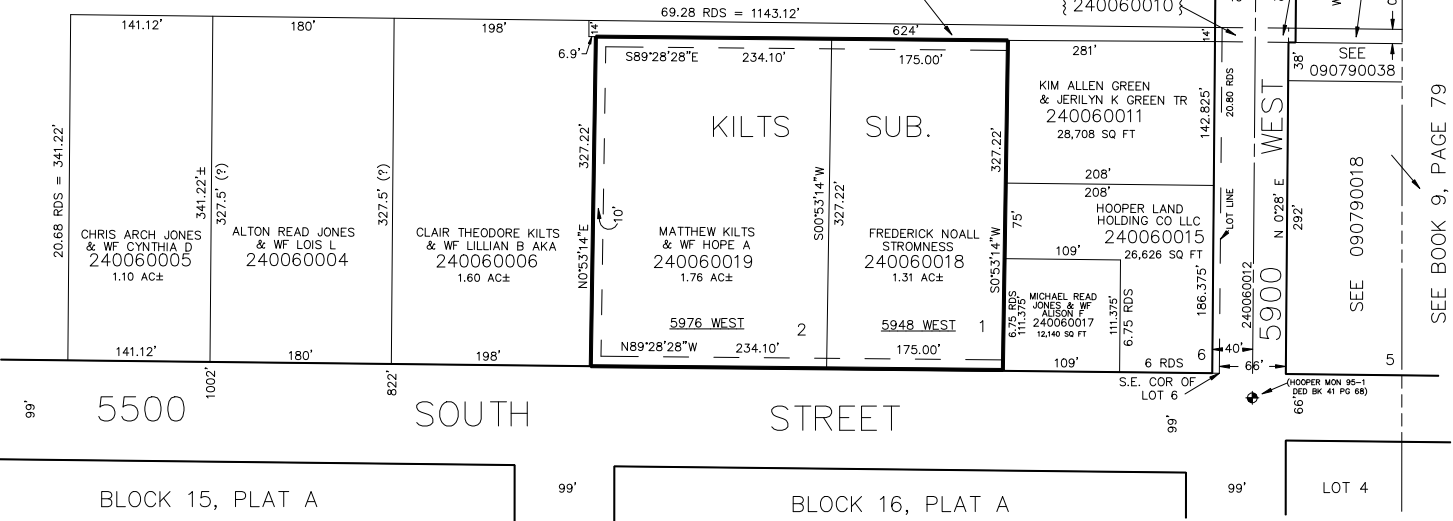 69.28 RDS = 1143.12'
{ 240060010 }
141.12'
180'
198'
14'
624'
6.9'
S89°28'28"E
234.10'
175.00'
281'
14'
38'
SEE
090790038
KIM ALLEN GREEN
& JERILYN K GREEN TR
240060011
28,708 SQ FT
142.825'
20.80 RDS
KILTS SUB.
20.68 RDS = 341.22'
341.22'±
327.5' (?)
327.5' (?)
327.22'
327.22'
327.22'
S00°53'14"W
208'
208'
HOOPER LAND
HOLDING CO LLC
240060015
26,626 SQ FT
75'
LOT LINE
5900 WEST
N 0°28' E
292'
SEE 090790018
SEE BOOK 9, PAGE 79
CHRIS ARCH JONES
& WF CYNTHIA D
240060005
1.10 AC±
ALTON READ JONES
& WF LOIS L
240060004
CLAIR THEODORE KILTS
& WF LILLIAN B AKA
240060006
1.60 AC±
N0°53'14"E
10'
MATTHEW KILTS
& WF HOPE A
240060019
1.76 AC±
FREDERICK NOALL
STROMNESS
240060018
1.31 AC±
S0°53'14"W
109'
6.75 RDS
111.375'
MICHAEL READ
JONES & WF
ALISON F
240060017
12,140 SQ FT
111.375'
6.75 RDS
186.375'
240060012
5976 WEST
2
5948 WEST
1
N89°28'28"W
234.10'
175.00'
141.12'
180'
198'
109'
6 RDS
6
40'
66'
5
1002'
822'
S.E. COR OF
LOT 6
(HOOPER MON 95-1
DED BK 41 PG 68)
66'
99'
5500 SOUTH STREET
99'
BLOCK 15, PLAT A
99'
BLOCK 16, PLAT A
99'
LOT 4